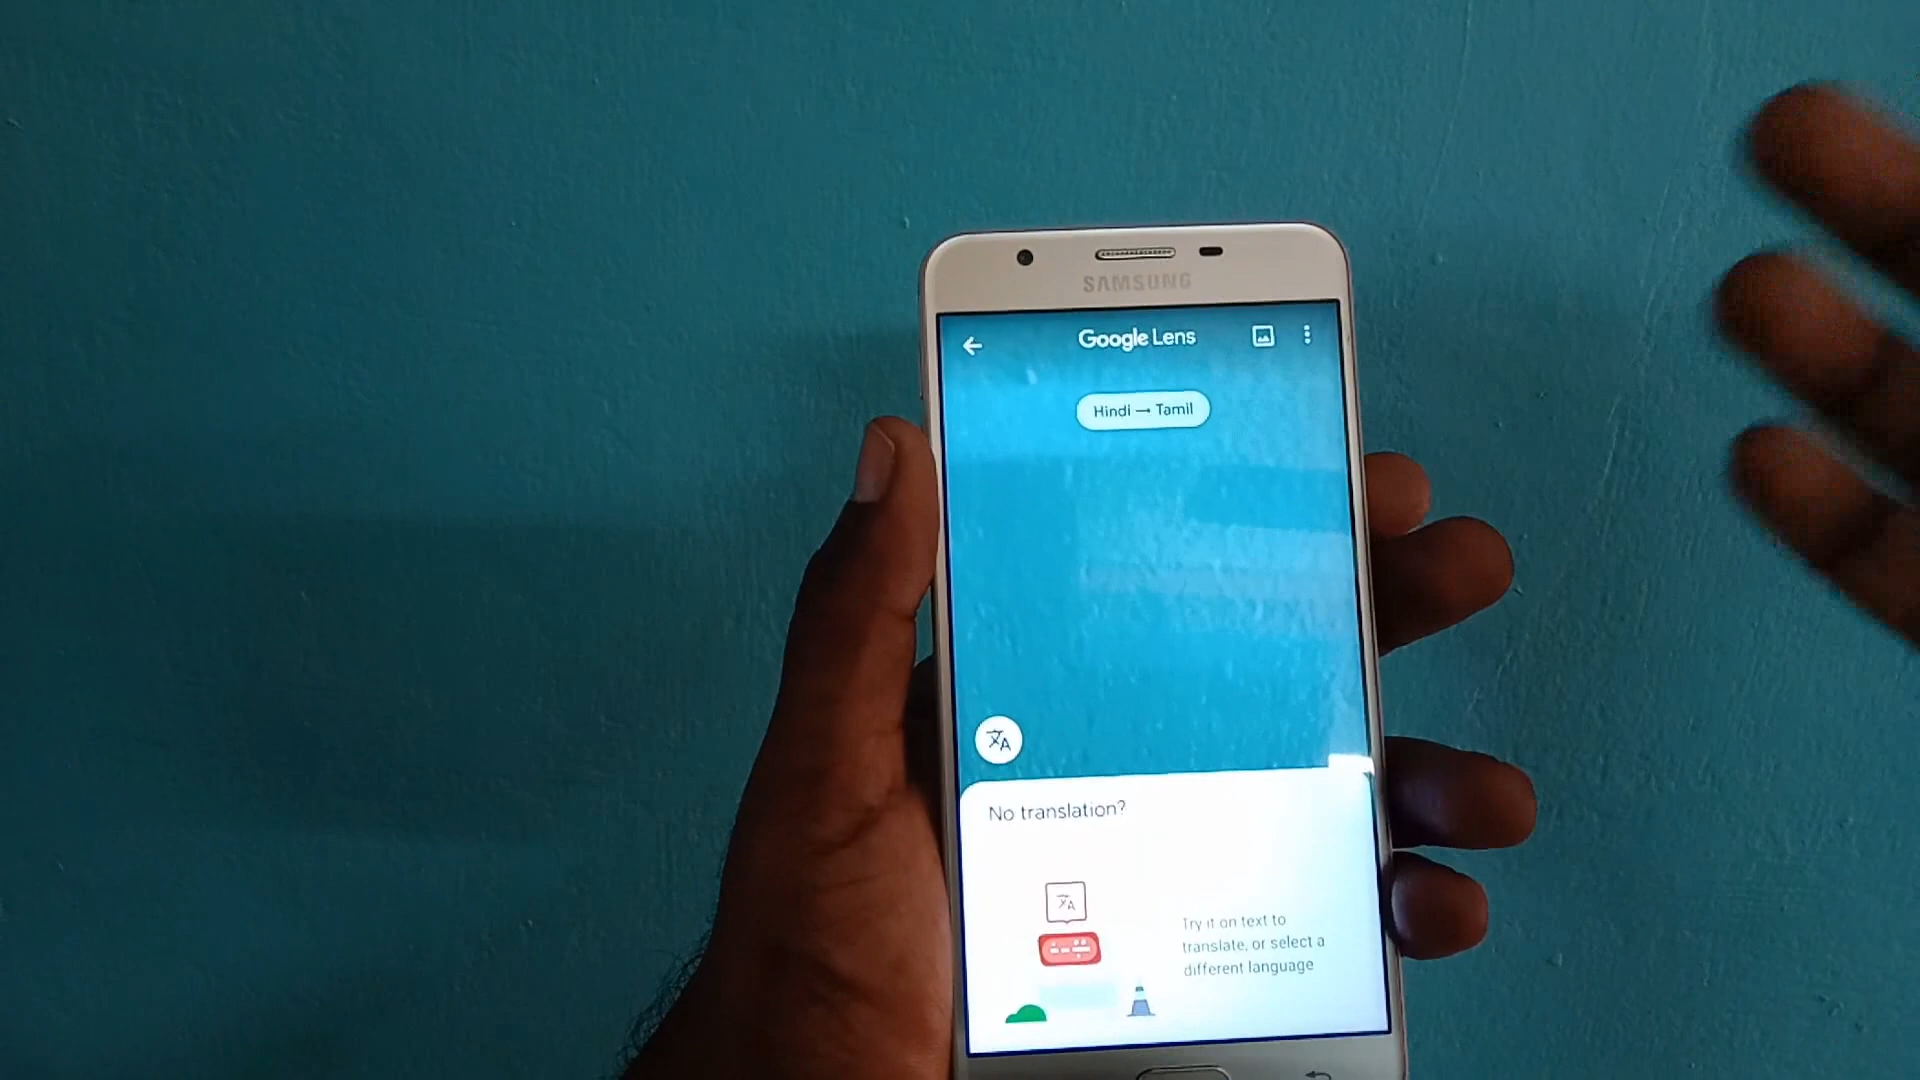 SAMSUNG
Google Lens
Hindi → Tamil
No translation?
Try it on text to
translate, or select a
different language